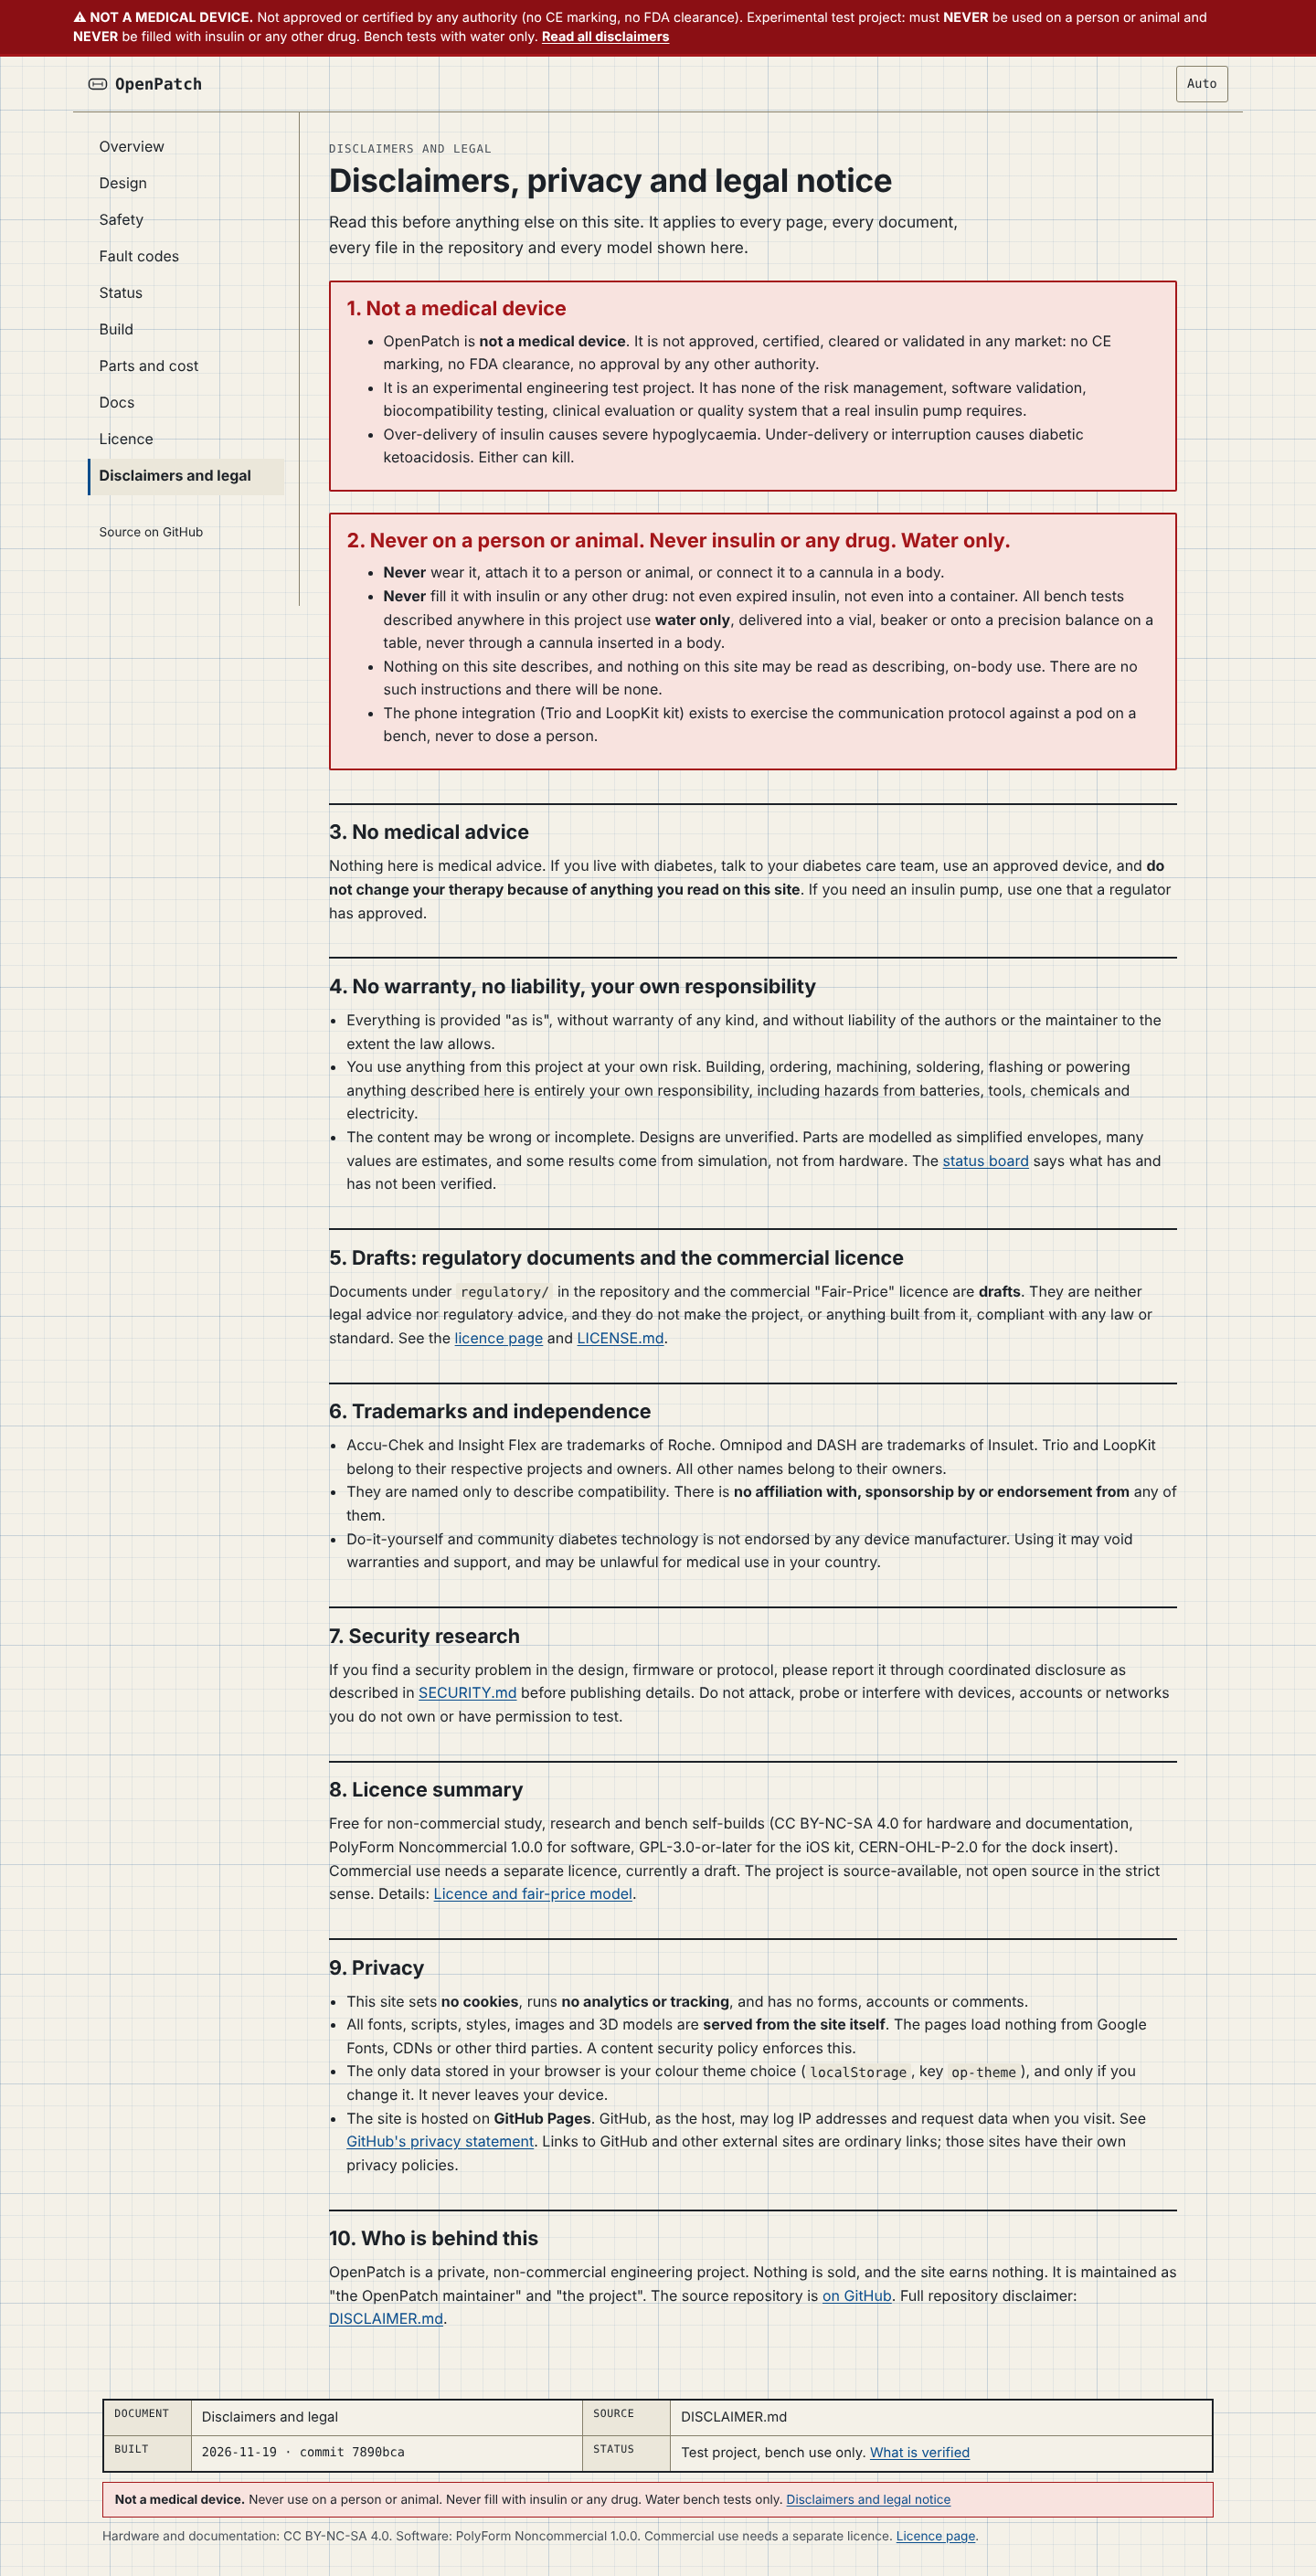 ⚠ NOT A MEDICAL DEVICE. Not approved or certified by any authority (no CE marking, no FDA clearance). Experimental test project: must NEVER be used on a person or animal and
NEVER be filled with insulin or any other drug. Bench tests with water only. Read all disclaimers
OpenPatch
Auto
Overview
Design
Safety
Fault codes
Status
Build
Parts and cost
Docs
Licence
Disclaimers and legal
Source on GitHub
DISCLAIMERS AND LEGAL
Disclaimers, privacy and legal notice
Read this before anything else on this site. It applies to every page, every document,
every file in the repository and every model shown here.
1. Not a medical device
• OpenPatch is not a medical device. It is not approved, certified, cleared or validated in any market: no CE
marking, no FDA clearance, no approval by any other authority.
• It is an experimental engineering test project. It has none of the risk management, software validation,
biocompatibility testing, clinical evaluation or quality system that a real insulin pump requires.
• Over-delivery of insulin causes severe hypoglycaemia. Under-delivery or interruption causes diabetic
ketoacidosis. Either can kill.
2. Never on a person or animal. Never insulin or any drug. Water only.
• Never wear it, attach it to a person or animal, or connect it to a cannula in a body.
• Never fill it with insulin or any other drug: not even expired insulin, not even into a container. All bench tests
described anywhere in this project use water only, delivered into a vial, beaker or onto a precision balance on a
table, never through a cannula inserted in a body.
• Nothing on this site describes, and nothing on this site may be read as describing, on-body use. There are no
such instructions and there will be none.
• The phone integration (Trio and LoopKit kit) exists to exercise the communication protocol against a pod on a
bench, never to dose a person.
3. No medical advice
Nothing here is medical advice. If you live with diabetes, talk to your diabetes care team, use an approved device, and do
not change your therapy because of anything you read on this site. If you need an insulin pump, use one that a regulator
has approved.
4. No warranty, no liability, your own responsibility
• Everything is provided "as is", without warranty of any kind, and without liability of the authors or the maintainer to the
extent the law allows.
• You use anything from this project at your own risk. Building, ordering, machining, soldering, flashing or powering
anything described here is entirely your own responsibility, including hazards from batteries, tools, chemicals and
electricity.
• The content may be wrong or incomplete. Designs are unverified. Parts are modelled as simplified envelopes, many
values are estimates, and some results come from simulation, not from hardware. The status board says what has and
has not been verified.
5. Drafts: regulatory documents and the commercial licence
Documents under regulatory/ in the repository and the commercial "Fair-Price" licence are drafts. They are neither
legal advice nor regulatory advice, and they do not make the project, or anything built from it, compliant with any law or
standard. See the licence page and LICENSE.md.
6. Trademarks and independence
• Accu-Chek and Insight Flex are trademarks of Roche. Omnipod and DASH are trademarks of Insulet. Trio and LoopKit
belong to their respective projects and owners. All other names belong to their owners.
• They are named only to describe compatibility. There is no affiliation with, sponsorship by or endorsement from any of
them.
• Do-it-yourself and community diabetes technology is not endorsed by any device manufacturer. Using it may void
warranties and support, and may be unlawful for medical use in your country.
7. Security research
If you find a security problem in the design, firmware or protocol, please report it through coordinated disclosure as
described in SECURITY.md before publishing details. Do not attack, probe or interfere with devices, accounts or networks
you do not own or have permission to test.
8. Licence summary
Free for non-commercial study, research and bench self-builds (CC BY-NC-SA 4.0 for hardware and documentation,
PolyForm Noncommercial 1.0.0 for software, GPL-3.0-or-later for the iOS kit, CERN-OHL-P-2.0 for the dock insert).
Commercial use needs a separate licence, currently a draft. The project is source-available, not open source in the strict
sense. Details: Licence and fair-price model.
9. Privacy
• This site sets no cookies, runs no analytics or tracking, and has no forms, accounts or comments.
• All fonts, scripts, styles, images and 3D models are served from the site itself. The pages load nothing from Google
Fonts, CDNs or other third parties. A content security policy enforces this.
• The only data stored in your browser is your colour theme choice (localStorage, key op-theme), and only if you
change it. It never leaves your device.
• The site is hosted on GitHub Pages. GitHub, as the host, may log IP addresses and request data when you visit. See
GitHub's privacy statement. Links to GitHub and other external sites are ordinary links; those sites have their own
privacy policies.
10. Who is behind this
OpenPatch is a private, non-commercial engineering project. Nothing is sold, and the site earns nothing. It is maintained as
"the OpenPatch maintainer" and "the project". The source repository is on GitHub. Full repository disclaimer:
DISCLAIMER.md.
DOCUMENT Disclaimers and legal SOURCE DISCLAIMER.md
BUILT 2026-11-19 · commit 7890bca STATUS Test project, bench use only. What is verified
Not a medical device. Never use on a person or animal. Never fill with insulin or any drug. Water bench tests only. Disclaimers and legal notice
Hardware and documentation: CC BY-NC-SA 4.0. Software: PolyForm Noncommercial 1.0.0. Commercial use needs a separate licence. Licence page.